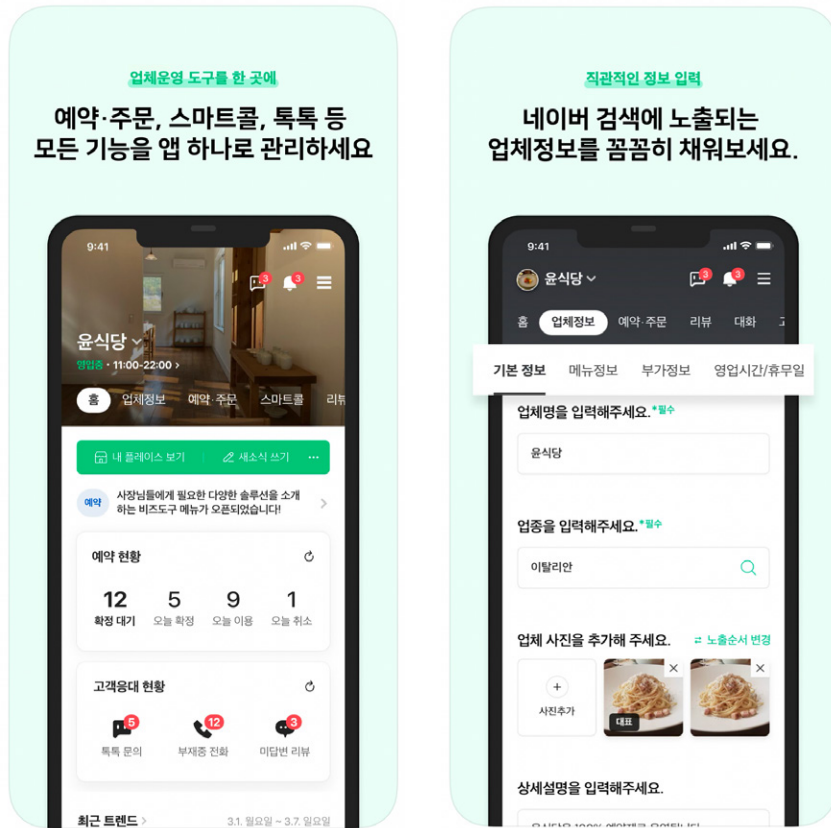 업체운영 도구를 한 곳에
예약·주문, 스마트콜, 톡톡 등
모든 기능을 앱 하나로 관리하세요
9:41
3
3
윤식당
영업중 • 11:00-22:00 >
홈 업체정보 예약·주문 스마트콜 리뷰
내 플레이스 보기 새소식 쓰기 ···
예약
사장님들에게 필요한 다양한 솔루션을 소개
하는 비즈도구 메뉴가 오픈되었습니다!
예약 현황
12 5 9 1
확정 대기 오늘 확정 오늘 이용 오늘 취소
고객응대 현황
5 12 3
톡톡 문의 부재중 전화 미답변 리뷰
최근 트렌드 > 3.1. 월요일 ~ 3.7. 일요일
직관적인 정보 입력
네이버 검색에 노출되는
업체정보를 꼼꼼히 채워보세요.
9:41
윤식당 3 3
홈 업체정보 예약·주문 리뷰 대화
기본 정보 메뉴정보 부가정보 영업시간/휴무일
업체명을 입력해주세요.*필수
윤식당
업종을 입력해주세요.*필수
이탈리안
업체 사진을 추가해 주세요. 노출순서 변경
사진추가
대표
상세설명을 입력해주세요.